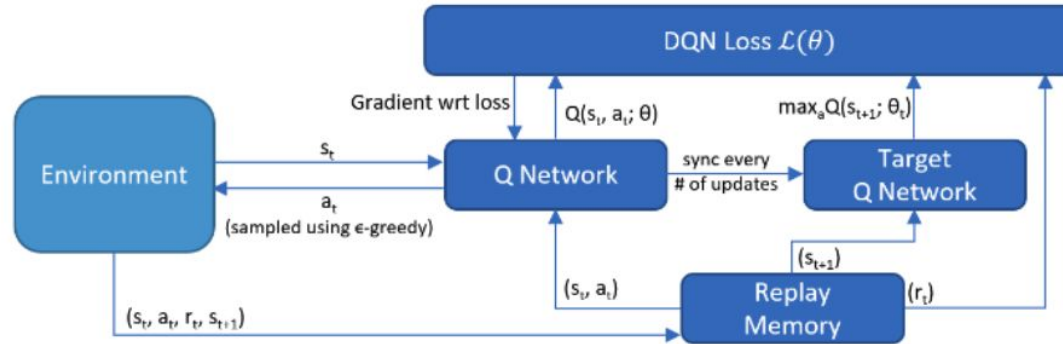 DQN Loss ℒ(θ)
Gradient wrt loss
Q(sₜ, aₜ; θ)
maxₐQ(sₜ₊₁; θₜ)
Environment
sₜ
aₜ
(sampled using ϵ-greedy)
Q Network
sync every
# of updates
Target
Q Network
(sₜ₊₁)
(sₜ, aₜ)
Replay
Memory
(rₜ)
(sₜ, aₜ, rₜ, sₜ₊₁)